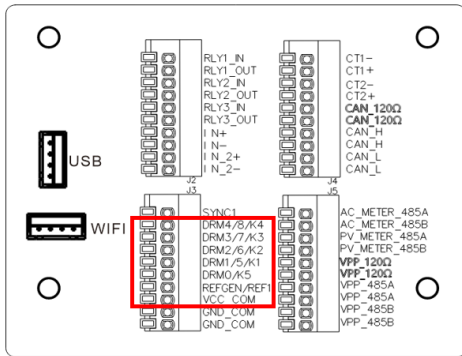 RLY1_IN
RLY1_OUT
RLY2_IN
RLY2_OUT
RLY3_IN
RLY3_OUT
I N+
I N-
I N_2+
I N_2-
J2
CT1-
CT1+
CT2-
CT2+
CAN_120Ω
CAN_120Ω
CAN_H
CAN_H
CAN_L
CAN_L
J4
USB
WIFI
J3
SYNC1
DRM4/8/K4
DRM3/7/K3
DRM2/6/K2
DRM1/5/K1
DRM0/K5
REFGEN/REF1
VCC_COM
GND_COM
GND_COM
J5
AC_METER_485A
AC_METER_485B
PV_METER_485A
PV_METER_485B
VPP_120Ω
VPP_120Ω
VPP_485A
VPP_485A
VPP_485B
VPP_485B